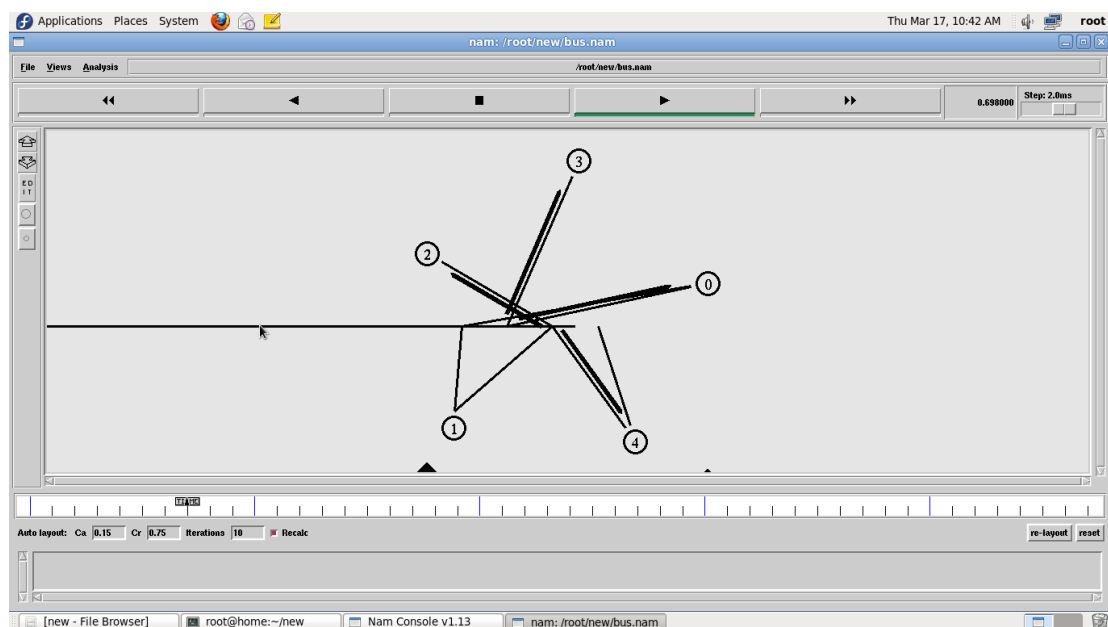 Applications Places System Thu Mar 17, 10:42 AM root
nam: /root/new/bus.nam
File Views Analysis /root/new/bus.nam
0.698000 Step: 2.0ms
ED
IT
3
2
0
1
4
TIME
Auto layout: Ca 0.15 Cr 0.75 Iterations 10 Recalc re-layout reset
[new - File Browser] root@home:~/new Nam Console v1.13 nam: /root/new/bus.nam